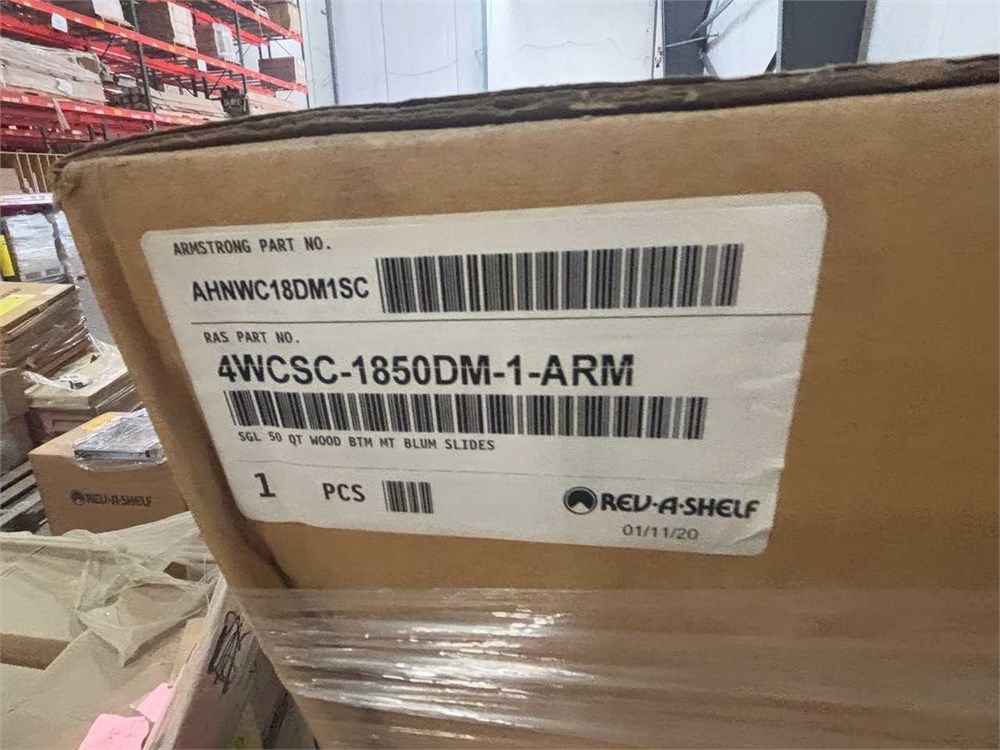 ARMSTRONG PART NO.
AHNWC18DM1SC
RAS PART NO.
4WCSC-1850DM-1-ARM
SGL 50 QT WOOD BTM MT BLUM SLIDES
1 PCS
REV-A-SHELF
01/11/20
REV-A-SHELF